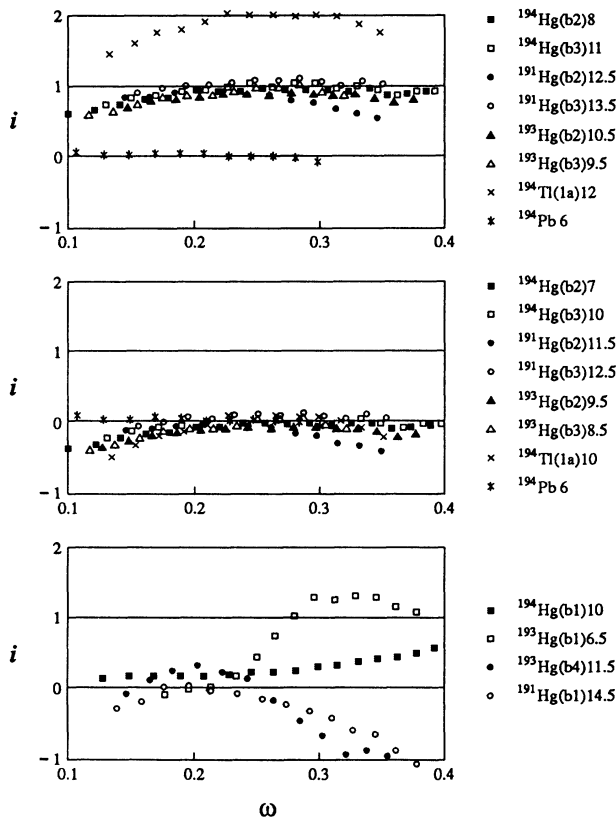 2
1
i
0
−1
0.1
0.2
0.3
0.4
¹⁹⁴Hg(b2)8
¹⁹⁴Hg(b3)11
¹⁹¹Hg(b2)12.5
¹⁹¹Hg(b3)13.5
¹⁹³Hg(b2)10.5
¹⁹³Hg(b3)9.5
¹⁹⁴Tl(1a)12
¹⁹⁴Pb 6
2
1
i
0
−1
0.1
0.2
0.3
0.4
¹⁹⁴Hg(b2)7
¹⁹⁴Hg(b3)10
¹⁹¹Hg(b2)11.5
¹⁹¹Hg(b3)12.5
¹⁹³Hg(b2)9.5
¹⁹³Hg(b3)8.5
¹⁹⁴Tl(1a)10
¹⁹⁴Pb 6
2
1
i
0
−1
0.1
0.2
0.3
0.4
¹⁹⁴Hg(b1)10
¹⁹³Hg(b1)6.5
¹⁹³Hg(b4)11.5
¹⁹¹Hg(b1)14.5
ω